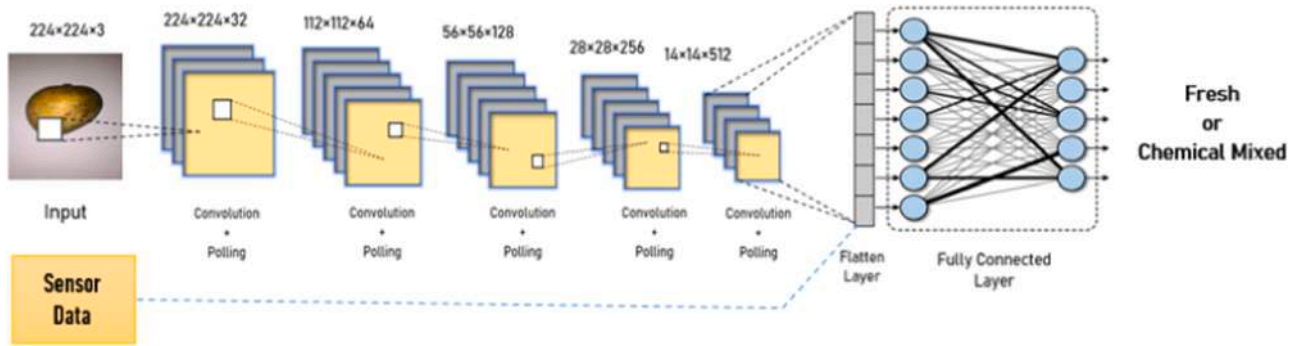 224×224×3
224×224×32
112×112×64
56×56×128
28×28×256
14×14×512
Input
Convolution
+
Polling
Convolution
+
Polling
Convolution
+
Polling
Convolution
+
Polling
Convolution
+
Polling
Flatten
Layer
Fully Connected
Layer
Fresh
or
Chemical Mixed
Sensor
Data